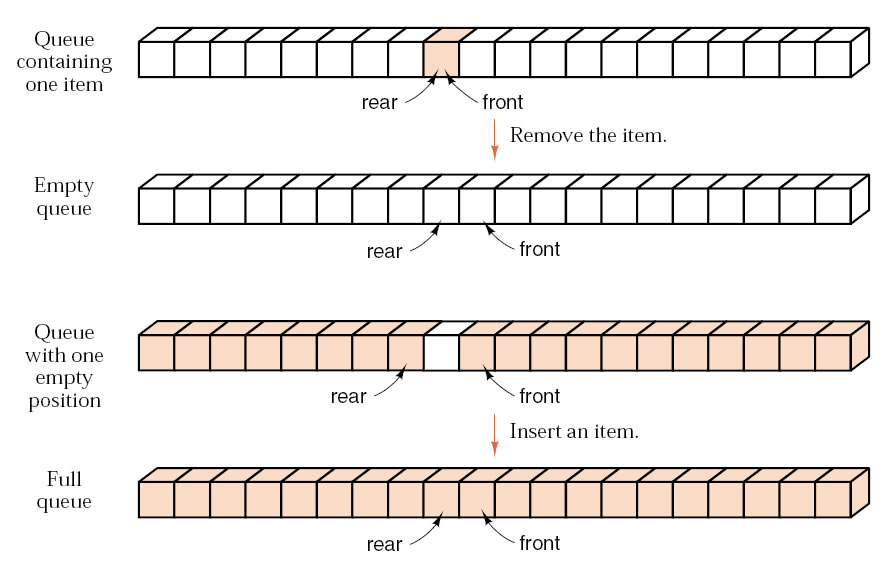 Queue
containing
one item
rear
front
Remove the item.
Empty
queue
rear
front
Queue
with one
empty
position
rear
front
Insert an item.
Full
queue
rear
front